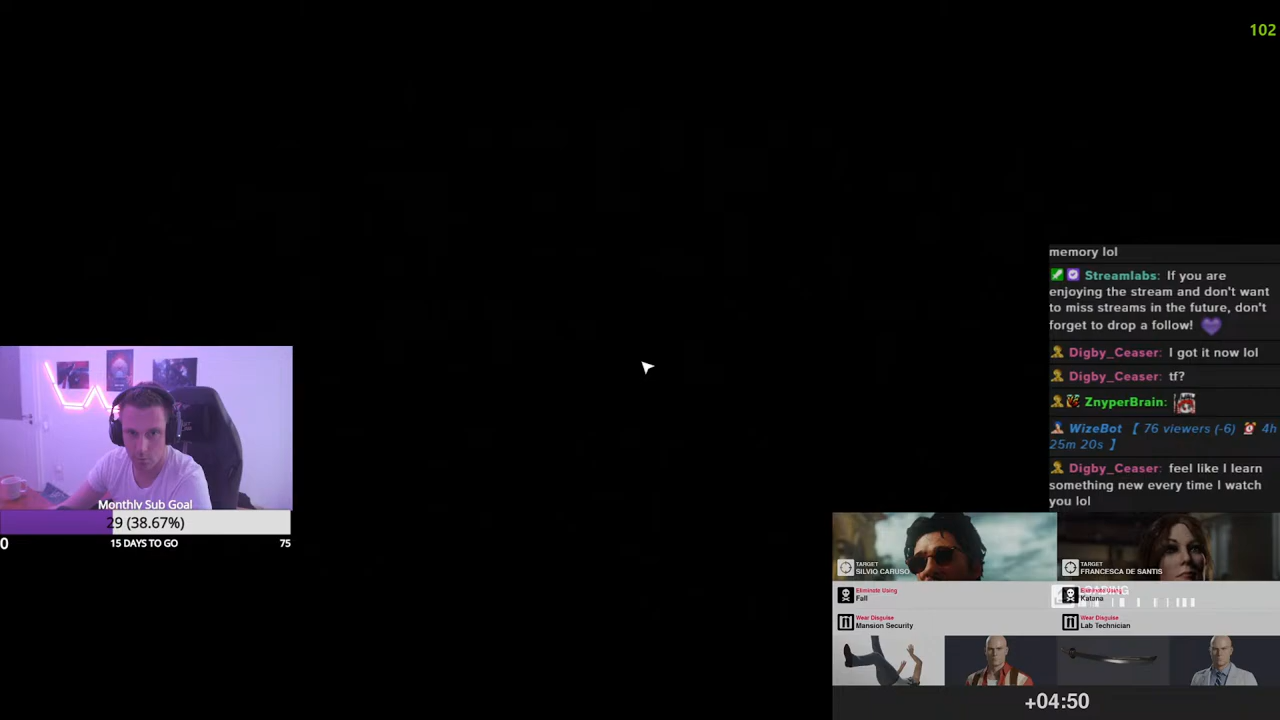 102
memory lol
Streamlabs: If you are
enjoying the stream and don't want
to miss streams in the future, don't
forget to drop a follow!
Digby_Ceaser: I got it now lol
Digby_Ceaser: tf?
ZnyperBrain:
WizeBot 【 76 viewers (-6) 4h
25m 20s 】
Digby_Ceaser: feel like I learn
something new every time I watch
you lol
Monthly Sub Goal
29 (38.67%)
0 15 DAYS TO GO 75
TARGET
SILVIO CARUSO
TARGET
FRANCESCA DE SANTIS
Eliminate Using
Fall
Eliminate Using
Katana
LOADING
Wear Disguise
Mansion Security
Wear Disguise
Lab Technician
+04:50